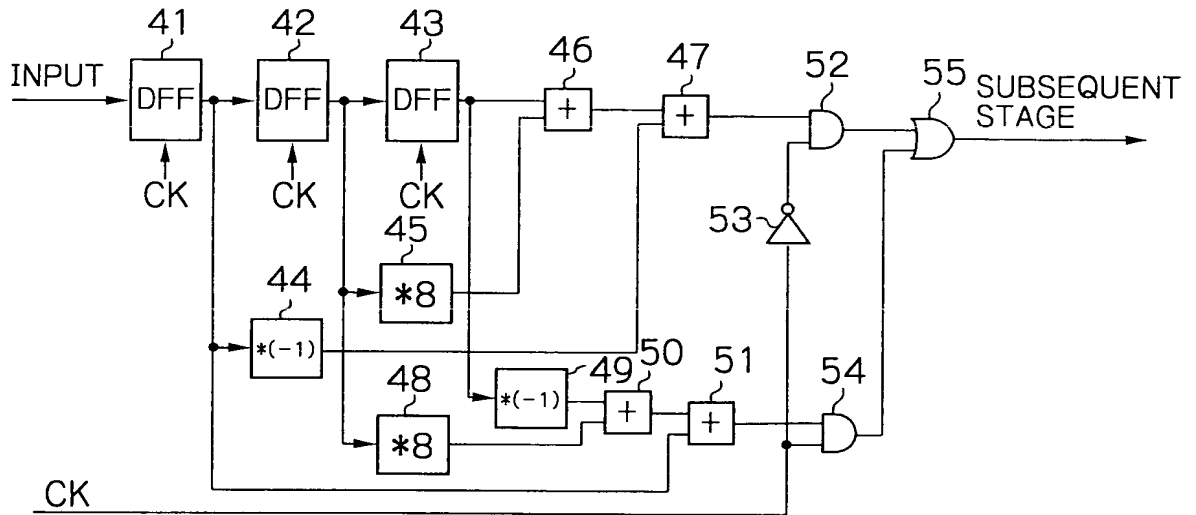 41
42
43
46
47
52
55
INPUT
DFF
DFF
DFF
+
+
SUBSEQUENT
STAGE
CK
CK
CK
53
45
*8
44
*(-1)
49
50
51
54
*(-1)
+
+
48
*8
CK